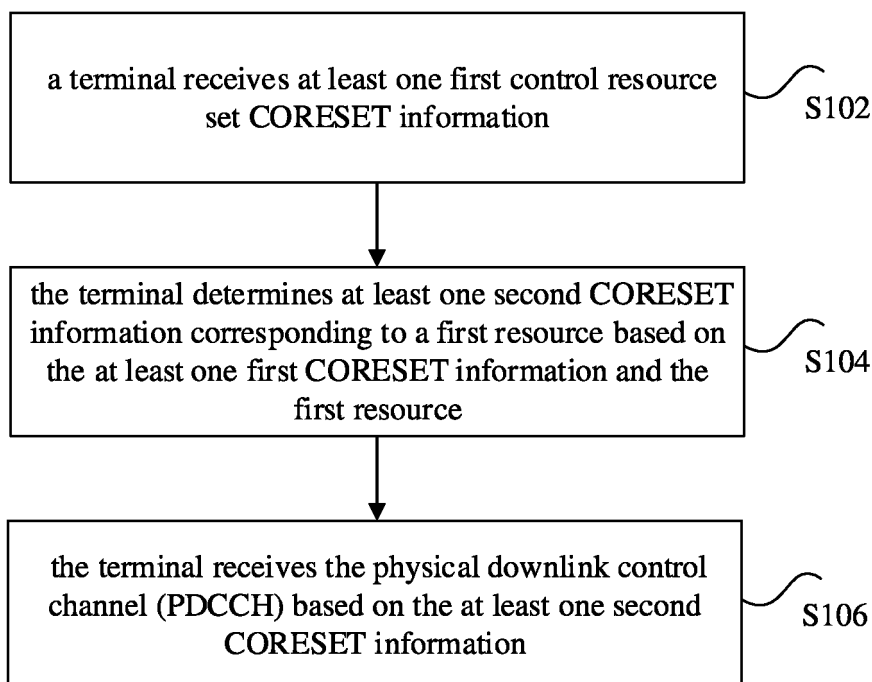 a terminal receives at least one first control resource
set CORESET information
S102
the terminal determines at least one second CORESET
information corresponding to a first resource based on
the at least one first CORESET information and the
first resource
S104
the terminal receives the physical downlink control
channel (PDCCH) based on the at least one second
CORESET information
S106